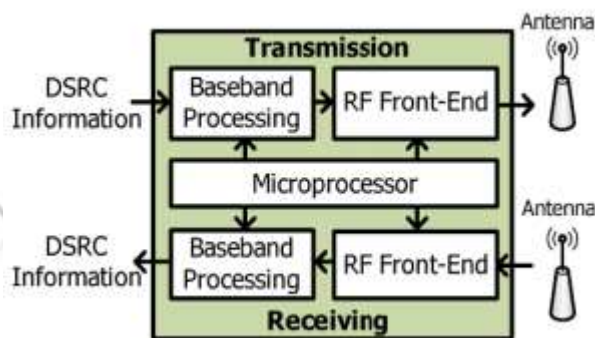 Antenna
Transmission
DSRC
Information
Baseband
Processing
RF Front-End
Microprocessor
Antenna
DSRC
Information
Baseband
Processing
RF Front-End
Receiving